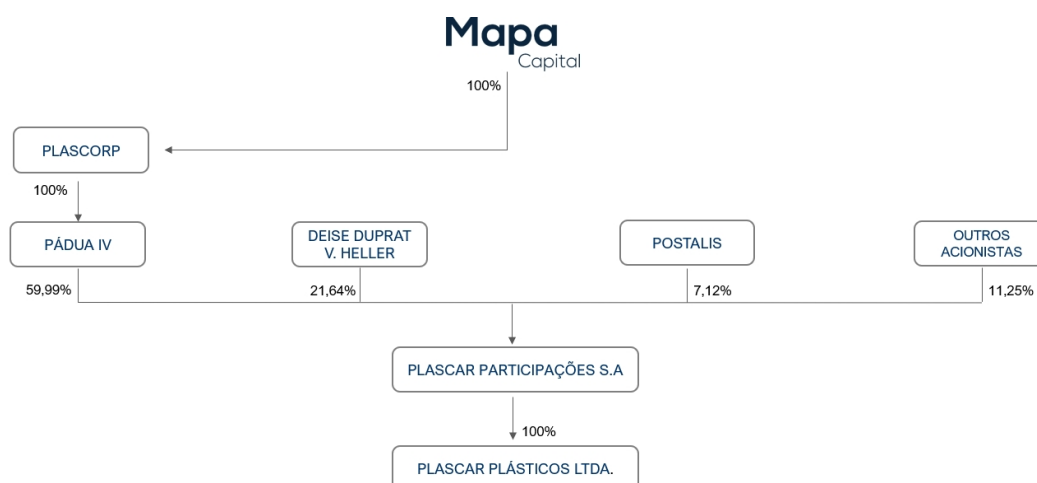 Mapa
Capital
100%
PLASCORP
100%
PÁDUA IV
DEISE DUPRAT
V. HELLER
POSTALIS
OUTROS
ACIONISTAS
59,99%
21,64%
7,12%
11,25%
PLASCAR PARTICIPAÇÕES S.A
100%
PLASCAR PLÁSTICOS LTDA.